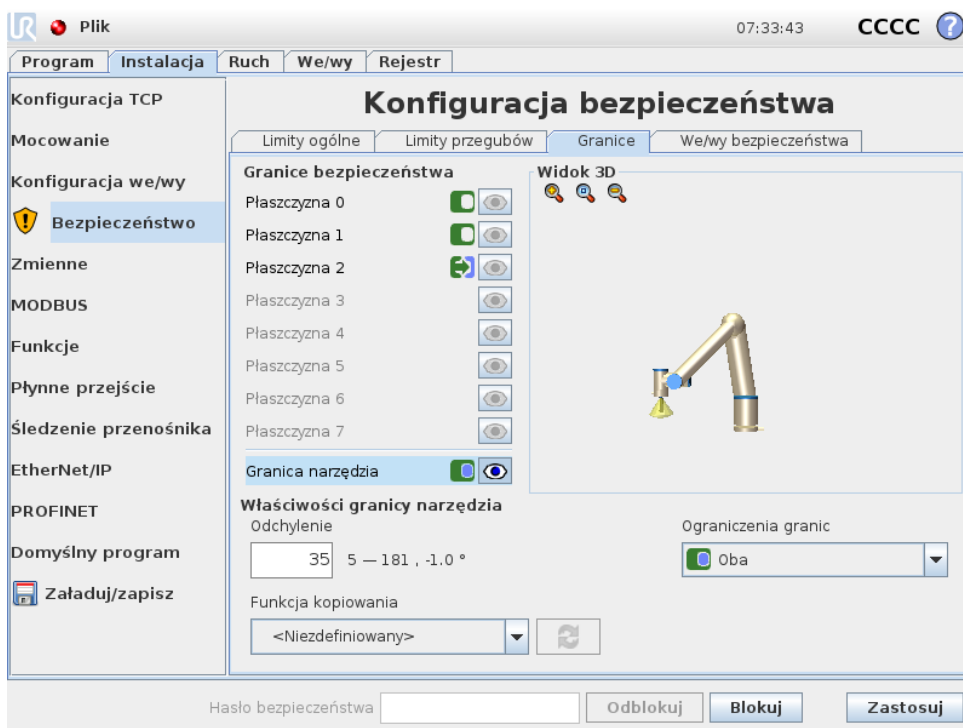 UR Plik 07:33:43 CCCC ?
Program Instalacja Ruch We/wy Rejestr
Konfiguracja TCP
Mocowanie
Konfiguracja we/wy
Bezpieczeństwo
Zmienne
MODBUS
Funkcje
Płynne przejście
Śledzenie przenośnika
EtherNet/IP
PROFINET
Domyślny program
Załaduj/zapisz
Konfiguracja bezpieczeństwa
Limity ogólne Limity przegubów Granice We/wy bezpieczeństwa
Granice bezpieczeństwa
Płaszczyzna 0
Płaszczyzna 1
Płaszczyzna 2
Płaszczyzna 3
Płaszczyzna 4
Płaszczyzna 5
Płaszczyzna 6
Płaszczyzna 7
Granica narzędzia
Widok 3D
Właściwości granicy narzędzia
Odchylenie
35 5 — 181 , -1.0 °
Ograniczenia granic
Oba
Funkcja kopiowania
<Niezdefiniowany>
Hasło bezpieczeństwa Odblokuj Blokuj Zastosuj